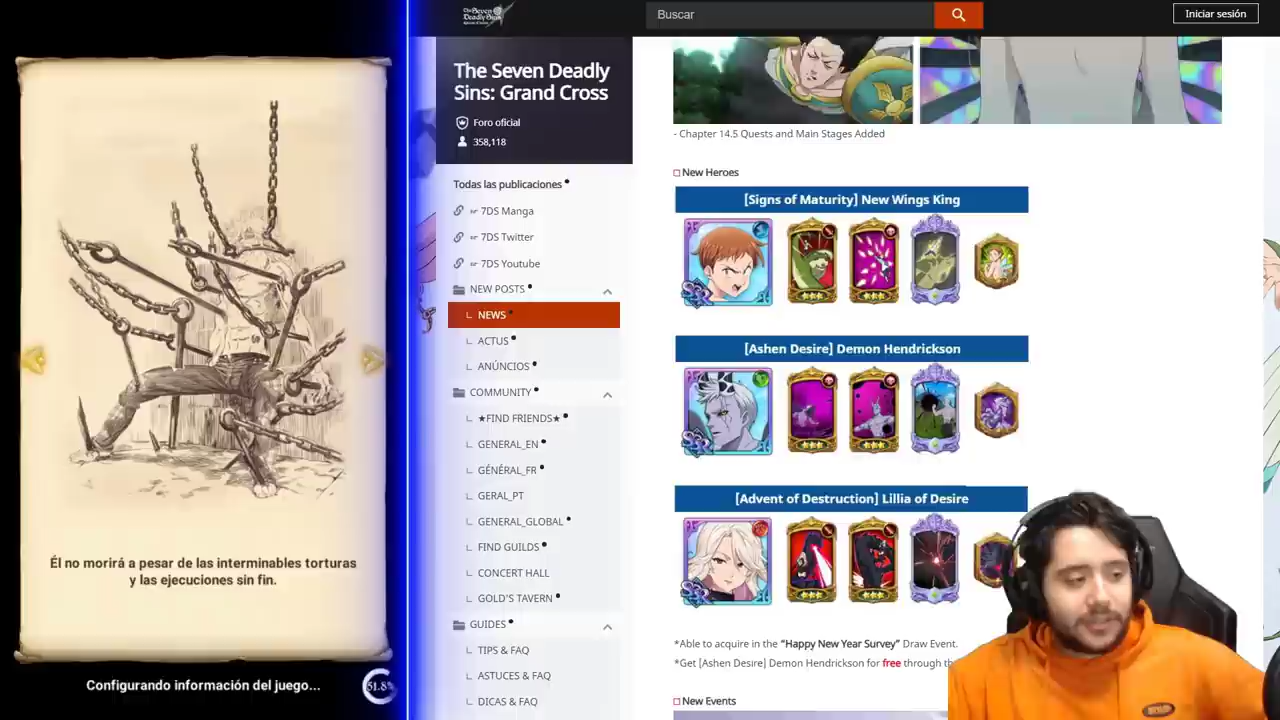 Él no morirá a pesar de las interminables torturas
y las ejecuciones sin fin.
Configurando información del juego...
51.8%
The Seven
Deadly Sins
Buscar
Iniciar sesión
The Seven Deadly
Sins: Grand Cross
Foro oficial
358,118
Todas las publicaciones
7DS Manga
7DS Twitter
7DS Youtube
NEW POSTS
NEWS
ACTUS
ANÚNCIOS
COMMUNITY
★FIND FRIENDS★
GENERAL_EN
GÉNÉRAL_FR
GERAL_PT
GENERAL_GLOBAL
FIND GUILDS
CONCERT HALL
GOLD'S TAVERN
GUIDES
TIPS & FAQ
ASTUCES & FAQ
DICAS & FAQ
- Chapter 14.5 Quests and Main Stages Added
New Heroes
[Signs of Maturity] New Wings King
[Ashen Desire] Demon Hendrickson
[Advent of Destruction] Lillia of Desire
*Able to acquire in the “Happy New Year Survey” Draw Event.
*Get [Ashen Desire] Demon Hendrickson for free through
New Events